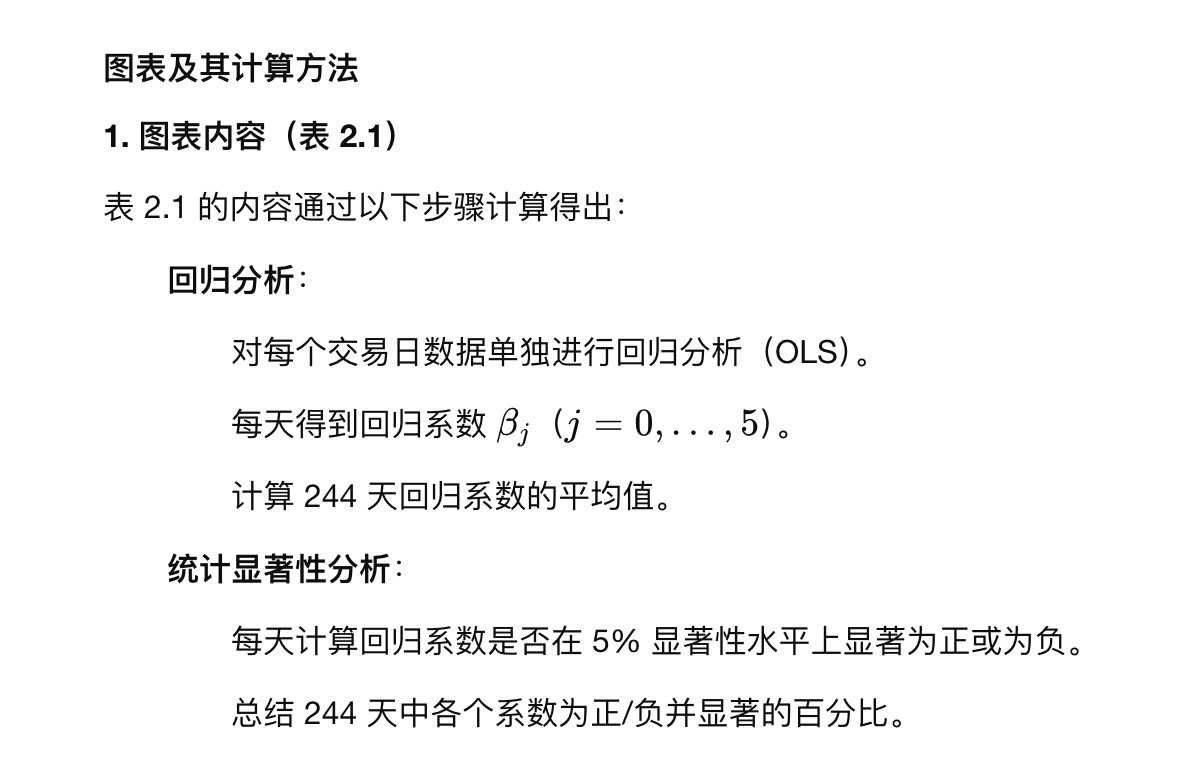 图表及其计算方法
1. 图表内容（表 2.1）
表 2.1 的内容通过以下步骤计算得出：
回归分析：
对每个交易日数据单独进行回归分析（OLS）。
每天得到回归系数 βj（j = 0, . . . , 5）。
计算 244 天回归系数的平均值。
统计显著性分析：
每天计算回归系数是否在 5% 显著性水平上显著为正或为负。
总结 244 天中各个系数为正/负并显著的百分比。